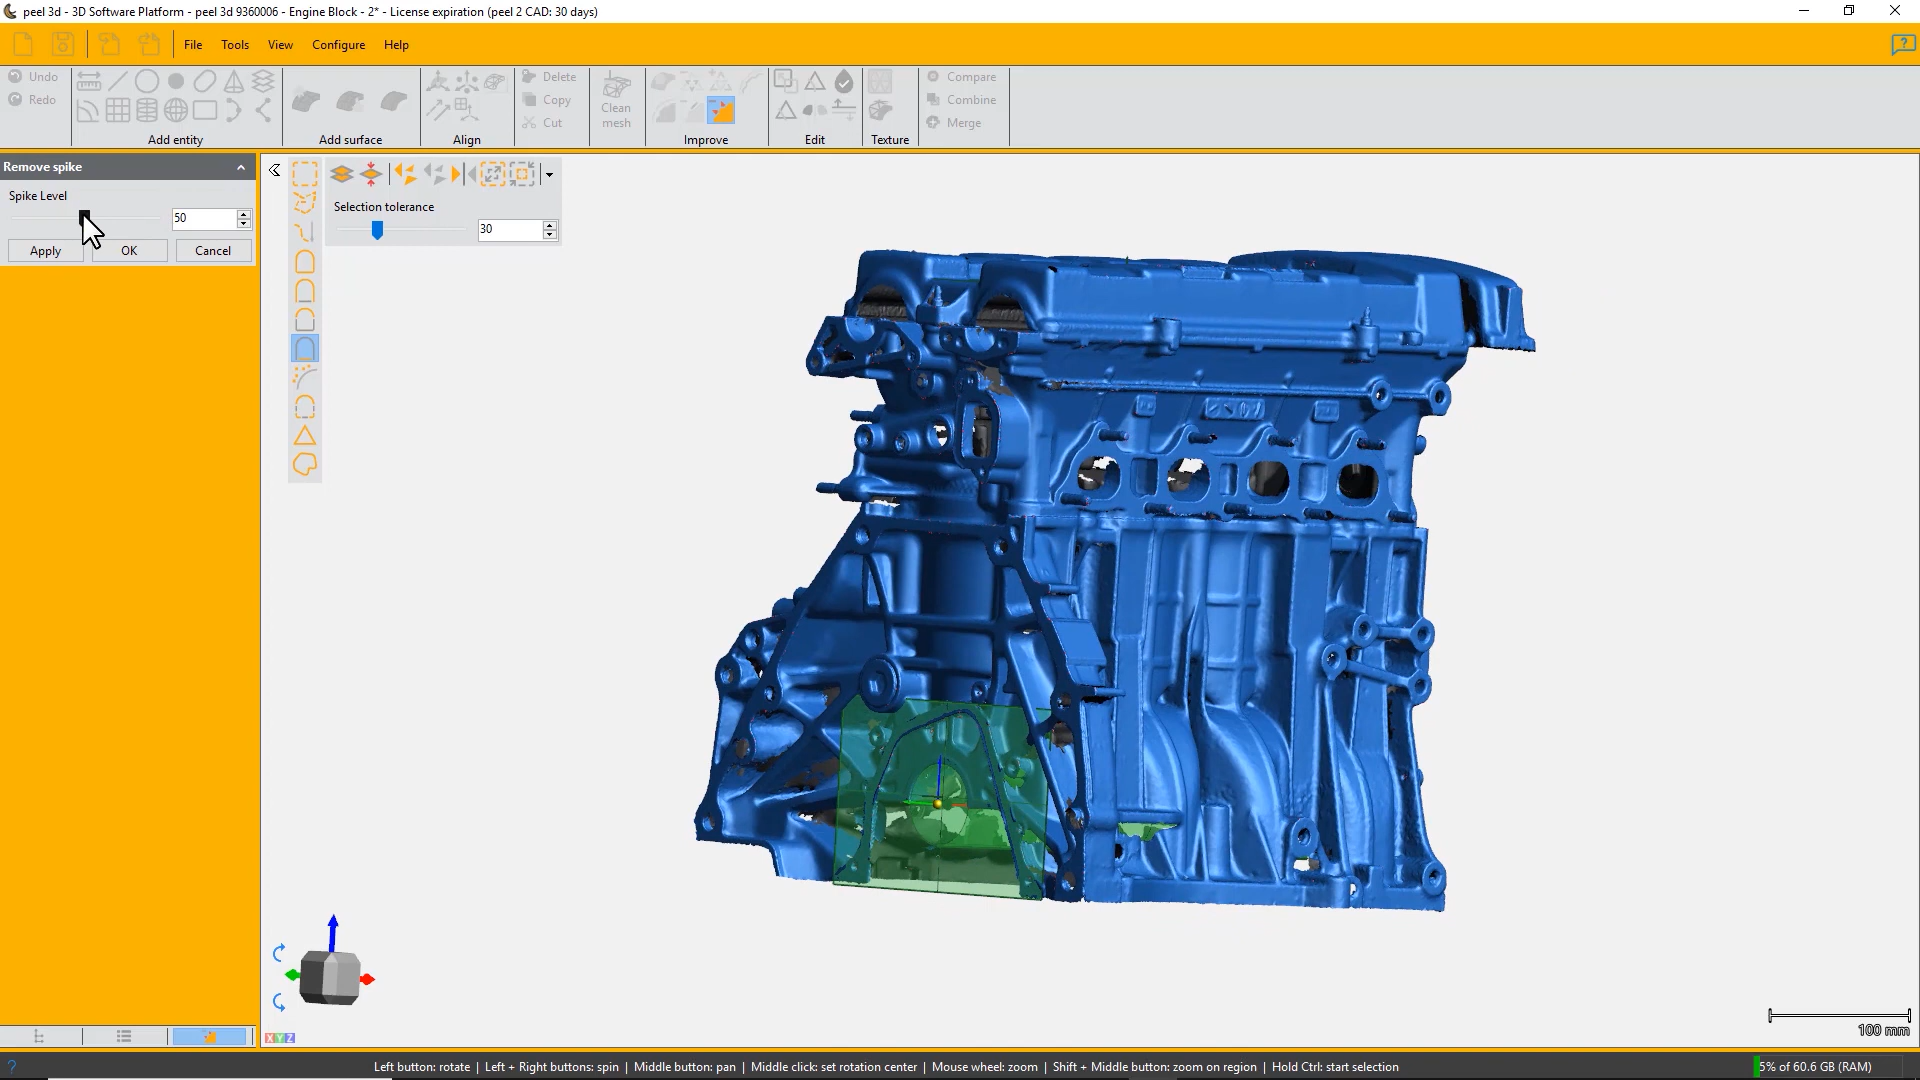 peel 3d - 3D Software Platform - peel 3d 9360006 - Engine Block - 2* - License expiration (peel 2 CAD: 30 days)
File Tools View Configure Help
Undo
Redo
Add entity
Add surface
Align
Delete
Copy
Cut
Clean
mesh
Improve
Edit
Texture
Compare
Combine
Merge
Remove spike
Spike Level
50
Apply OK Cancel
Selection tolerance
30
XYZ
100 mm
Left button: rotate | Left + Right buttons: spin | Middle button: pan | Middle click: set rotation center | Mouse wheel: zoom | Shift + Middle button: zoom on region | Hold Ctrl: start selection
5% of 60.6 GB (RAM)